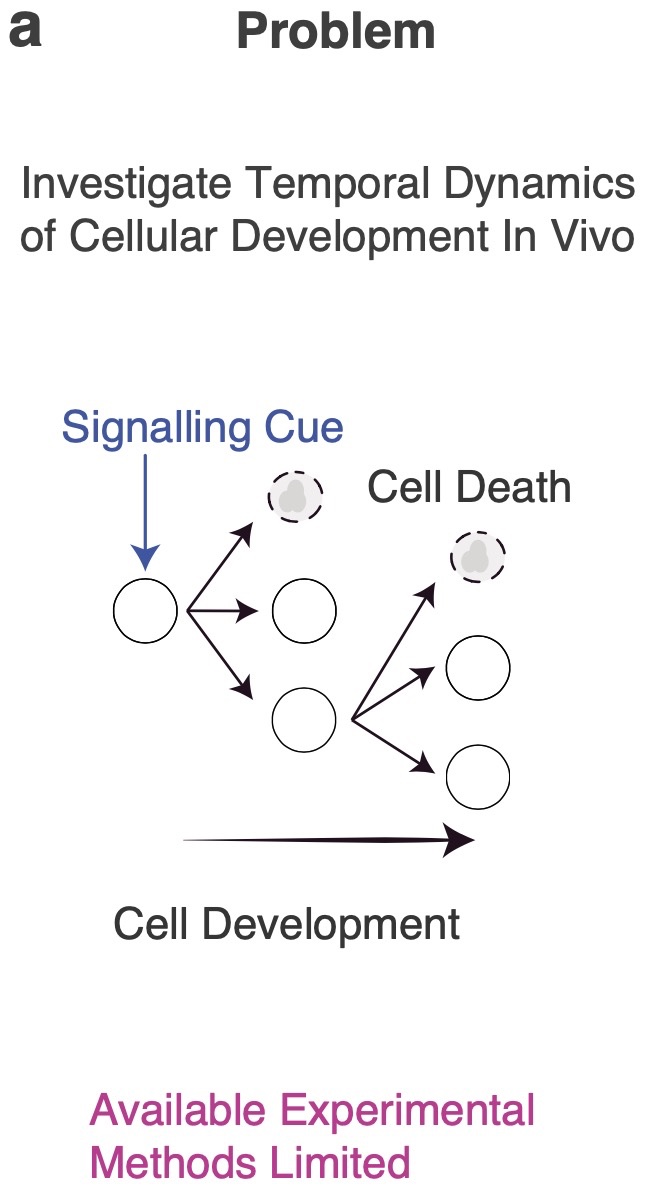 a
Problem
Investigate Temporal Dynamics
of Cellular Development In Vivo
Signalling Cue
Cell Death
Cell Development
Available Experimental
Methods Limited